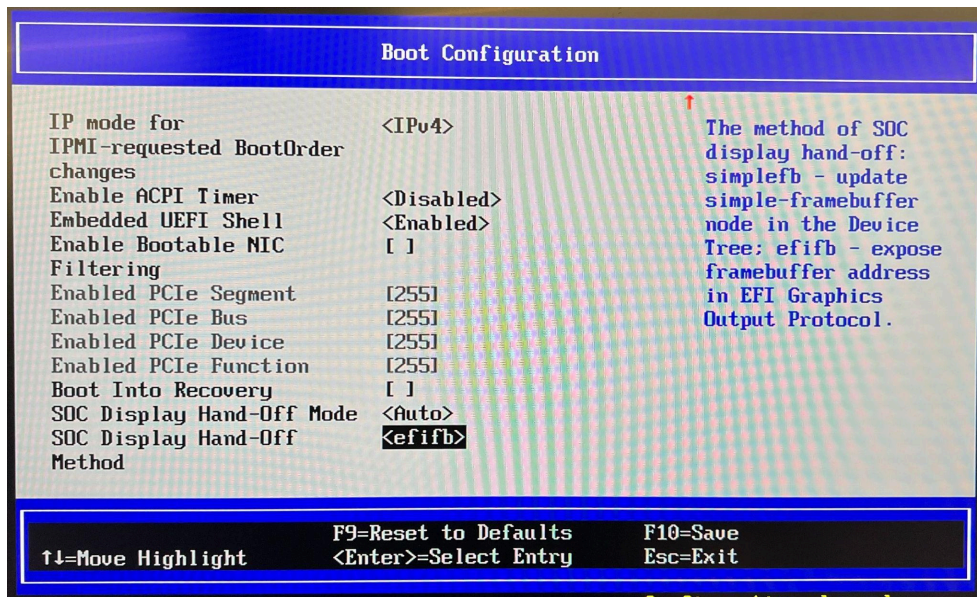 Boot Configuration
IP mode for <IPv4>
IPMI-requested BootOrder
changes
Enable ACPI Timer <Disabled>
Embedded UEFI Shell <Enabled>
Enable Bootable NIC [ ]
Filtering
Enabled PCIe Segment [255]
Enabled PCIe Bus [255]
Enabled PCIe Device [255]
Enabled PCIe Function [255]
Boot Into Recovery [ ]
SOC Display Hand-Off Mode <Auto>
SOC Display Hand-Off <efifb>
Method
↑
The method of SOC
display hand-off:
simplefb - update
simple-framebuffer
node in the Device
Tree; efifb - expose
framebuffer address
in EFI Graphics
Output Protocol.
F9=Reset to Defaults F10=Save
↑↓=Move Highlight <Enter>=Select Entry Esc=Exit